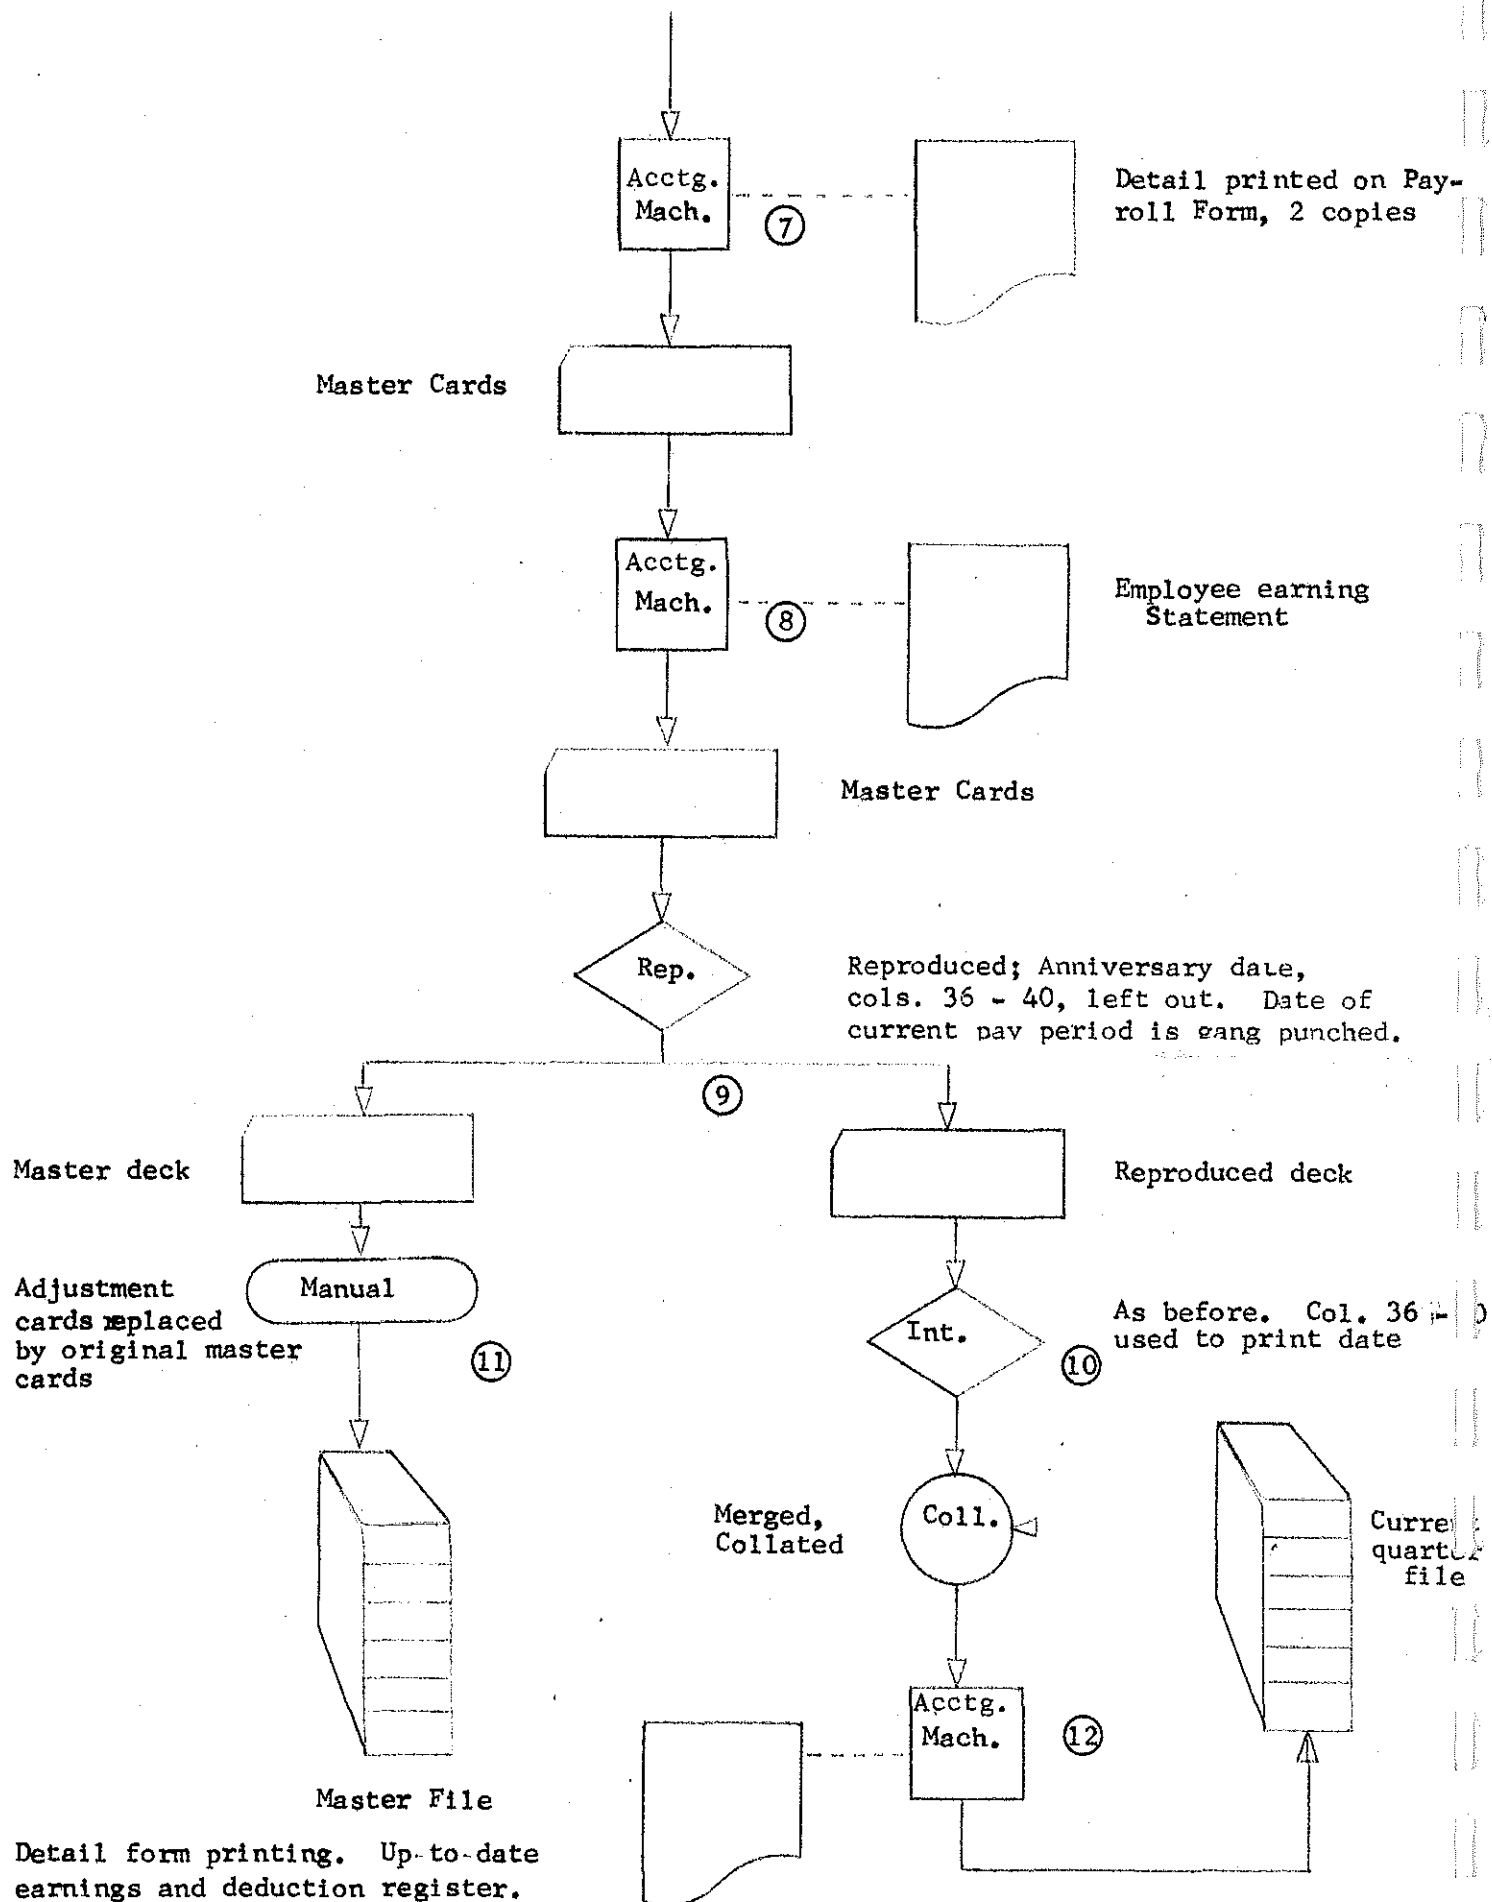 Acctg.
Mach.
7
Detail printed on Pay-
roll Form, 2 copies
Master Cards
Acctg.
Mach.
8
Employee earning
Statement
Master Cards
Rep.
Reproduced; Anniversary date,
cols. 36 - 40, left out. Date of
current pay period is gang punched.
9
Master deck
Reproduced deck
Manual
Adjustment
cards replaced
by original master
cards
11
Int.
10
As before. Col. 36 -
used to print date
Merged,
Collated
Coll.
quarter
file
Acctg.
Mach.
12
Master File
Detail form printing. Up-to-date
earnings and deduction register.